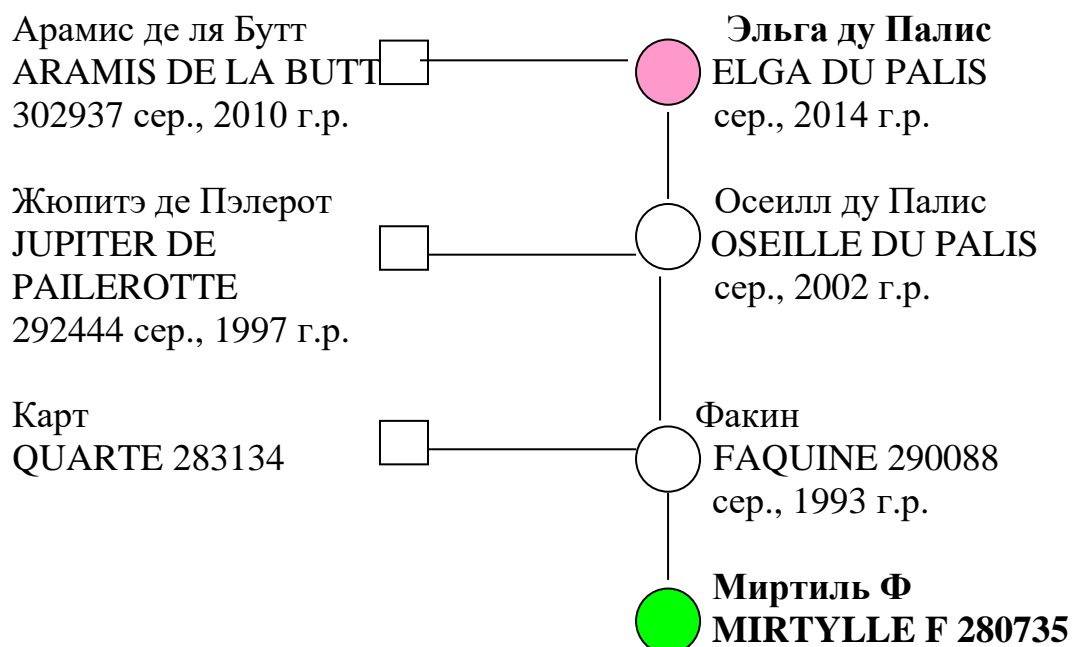 Арамис де ля Бутт
ARAMIS DE LA BUTT
302937 сер., 2010 г.р.
Эльга ду Палис
ELGA DU PALIS
сер., 2014 г.р.
Жюпитэ де Пэлерот
JUPITER DE
PAILEROTTE
292444 сер., 1997 г.р.
Осеилл ду Палис
OSEILLE DU PALIS
сер., 2002 г.р.
Карт
QUARTE 283134
Факин
FAQUINE 290088
сер., 1993 г.р.
Миртиль Ф
MIRTYLLE F 280735